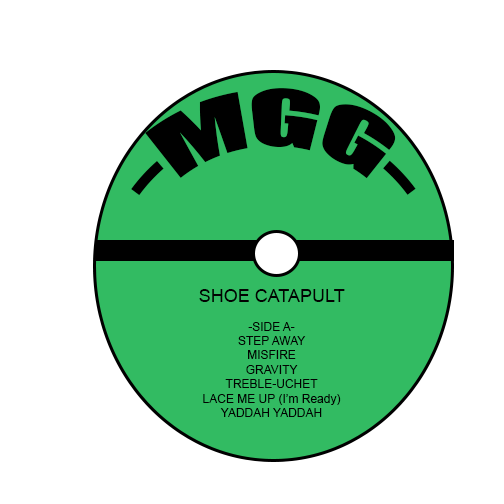 -MGG-
SHOE CATAPULT
-SIDE A-
STEP AWAY
MISFIRE
GRAVITY
TREBLE-UCHET
LACE ME UP (I'm Ready)
YADDAH YADDAH